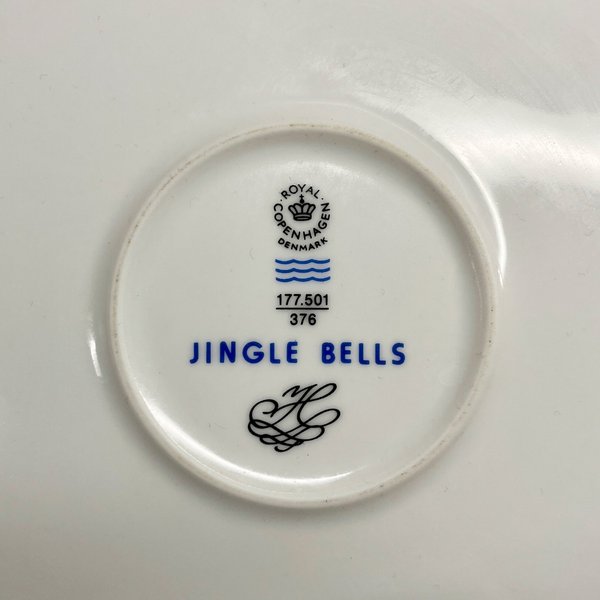 ROYAL
COPENHAGEN
DENMARK
177.501
376
JINGLE BELLS